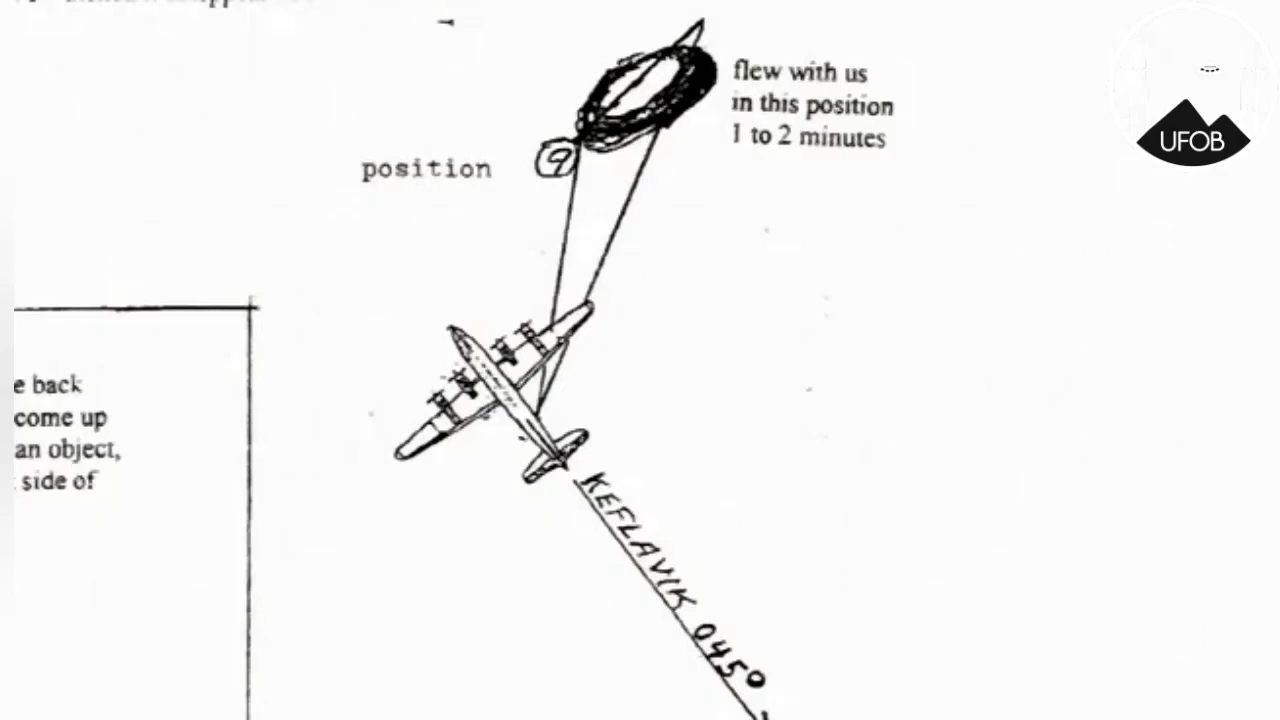 flew with us
in this position
1 to 2 minutes
position
9
UFOB
e back
come up
an object,
side of
KEFLAVIK 045°